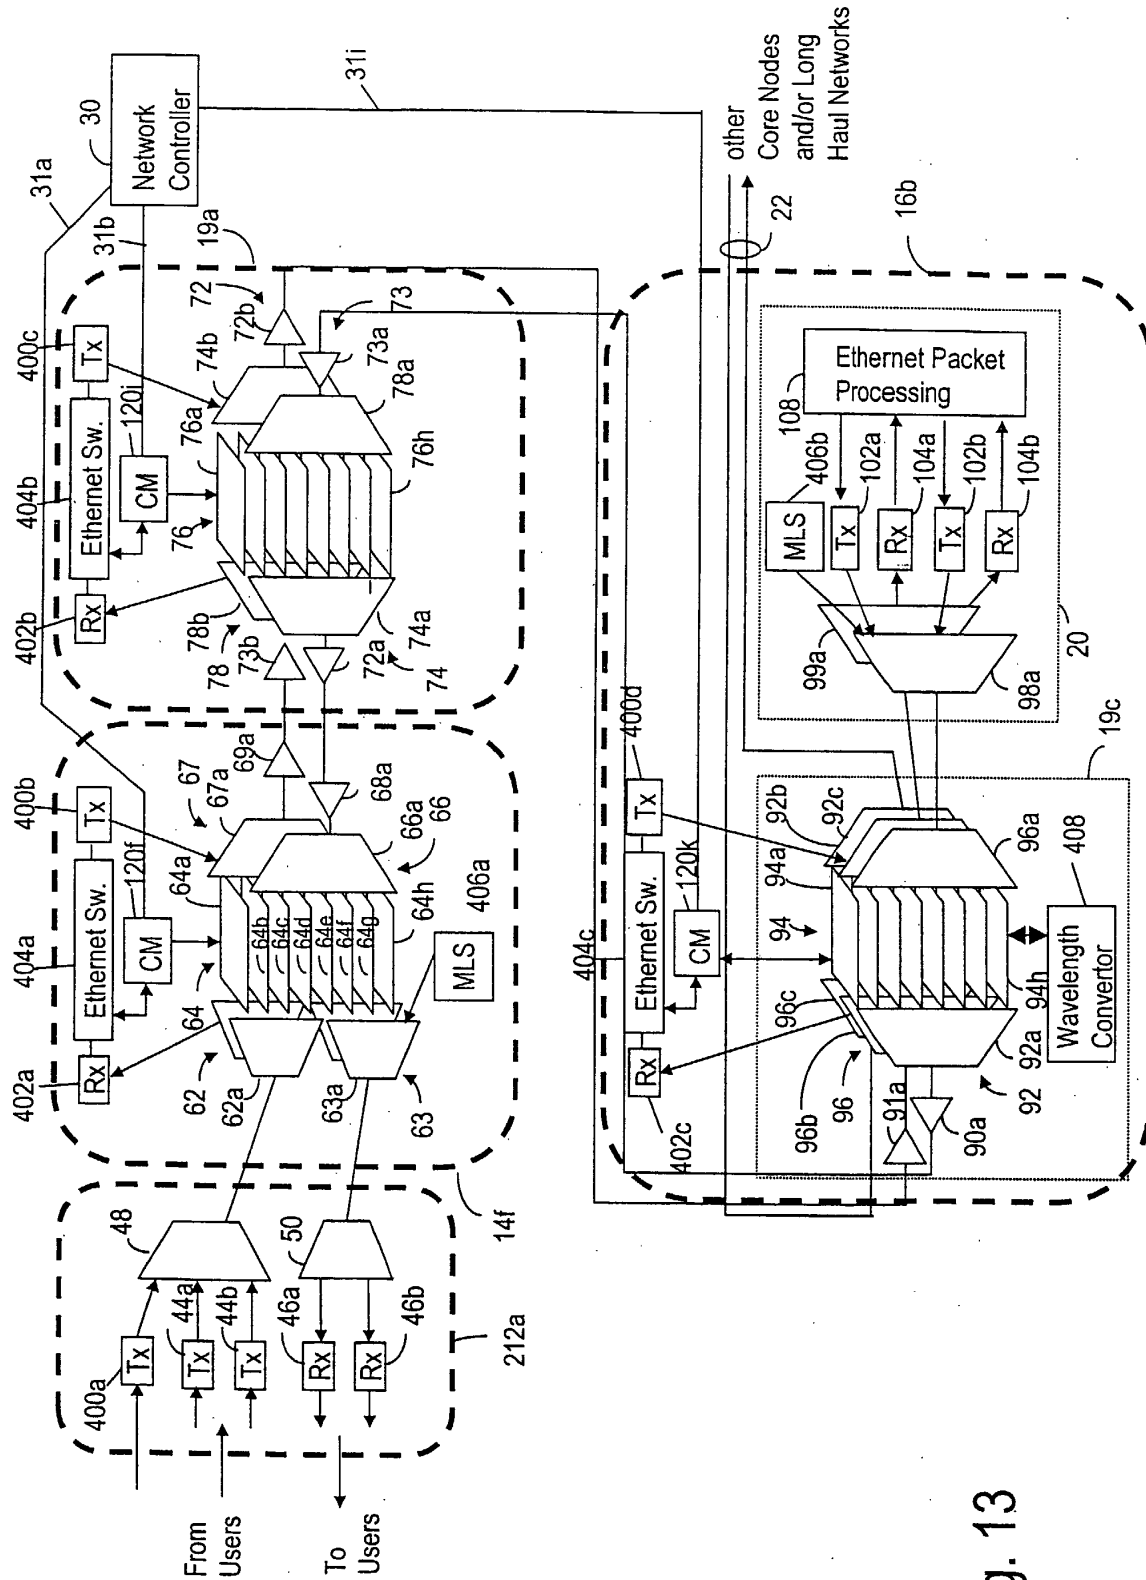 From
Users
To
Users
400a
Tx
44a
Tx
44b
Tx
46a
Rx
46b
Rx
48
50
212a
14f
402a
Rx
404a
Ethernet Sw.
400b
Tx
120f
CM
62
62a
63a
63
64
64a
64b
64c
64d
64e
64f
64g
64h
67
67a
66a
66
69a
68a
406a
MLS
402b
Rx
404b
Ethernet Sw.
400c
Tx
120i
CM
78b
78
73b
72a
74a
74
76
76a
76h
74b
72b
72
73
73a
78a
19a
31a
31b
30
Network
Controller
31i
other
Core Nodes
and/or Long
Haul Networks
22
16b
402c
Rx
404c
Ethernet Sw.
400d
Tx
120k
CM
96b
96
96c
91a
90a
92
92a
94
94a
94h
92b
92c
96a
Wavelength
Convertor
408
19c
99a
98a
20
MLS
406b
Tx
102a
Rx
104a
Tx
102b
Rx
104b
108
Ethernet Packet
Processing
g. 13